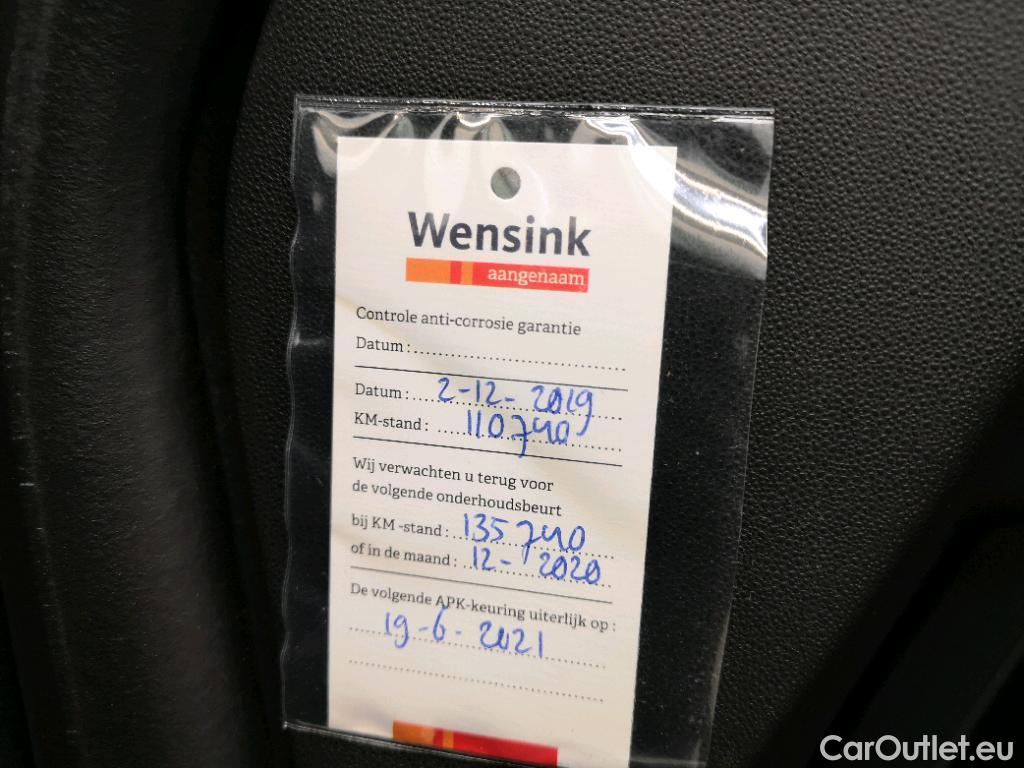 Wensink
aangenaam
Controle anti-corrosie garantie
Datum:
Datum: 2-12-2019
KM-stand: 110740
Wij verwachten u terug voor
de volgende onderhoudsbeurt
bij KM-stand: 135740
of in de maand: 12-2020
De volgende APK-keuring uiterlijk op:
19-6-2021
CarOutlet.eu